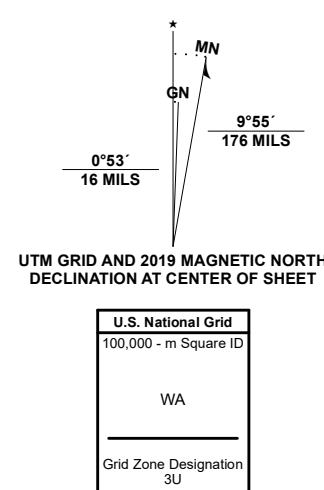 ★
MN
GN
9°55´
176 MILS
0°53´
16 MILS
UTM GRID AND 2019 MAGNETIC NORTH
DECLINATION AT CENTER OF SHEET
U.S. National Grid
100,000 - m Square ID
WA
Grid Zone Designation
3U